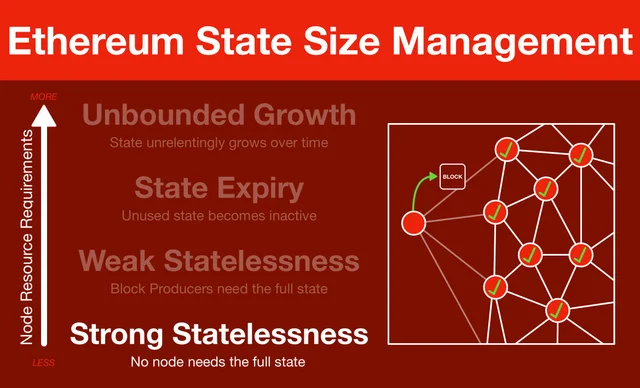 Ethereum State Size Management
MORE
Node Resource Requirements
LESS
Unbounded Growth
State unrelentingly grows over time
State Expiry
Unused state becomes inactive
Weak Statelessness
Block Producers need the full state
Strong Statelessness
No node needs the full state
BLOCK